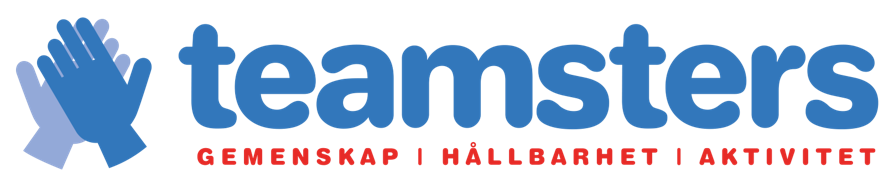 teamsters
GEMENSKAP | HÅLLBARHET | AKTIVITET